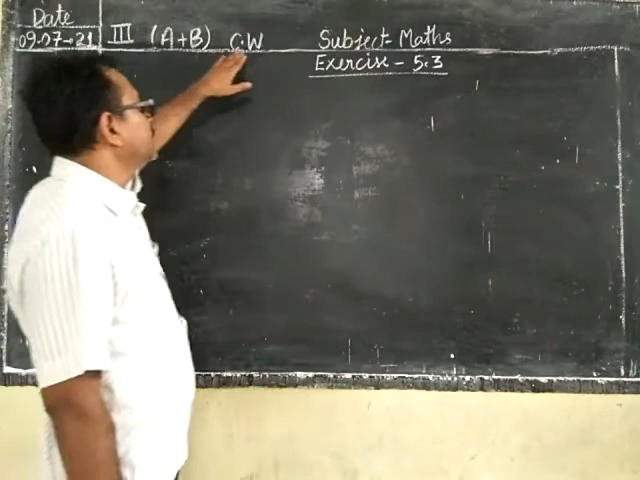 Date
09-07-21 III (A+B) C.W Subject- Maths
Exercise - 5.3